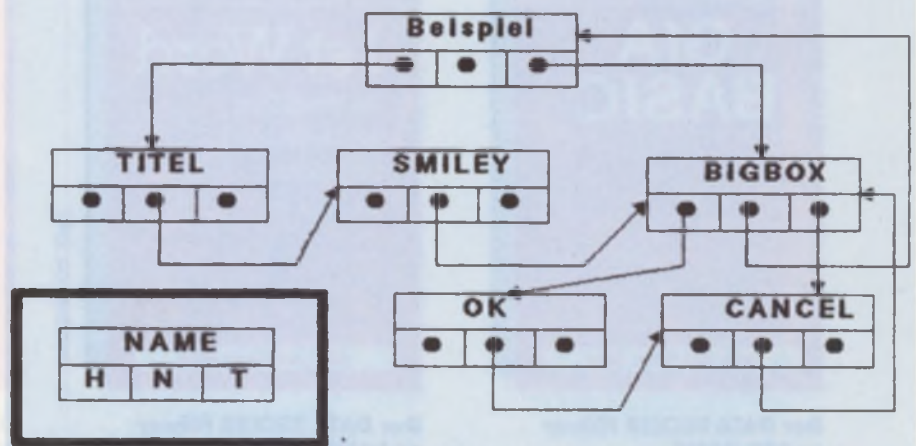 Beispiel
TITEL
SMILEY
BIGBOX
OK
CANCEL
NAME
H N T